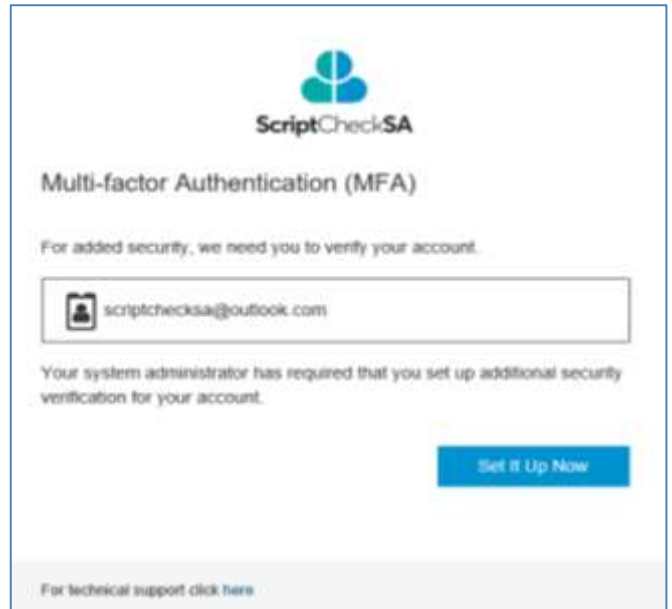 ScriptCheckSA
Multi-factor Authentication (MFA)
For added security, we need you to verify your account.
scriptchecksa@outlook.com
Your system administrator has required that you set up additional security
verification for your account.
Set It Up Now
For technical support click here